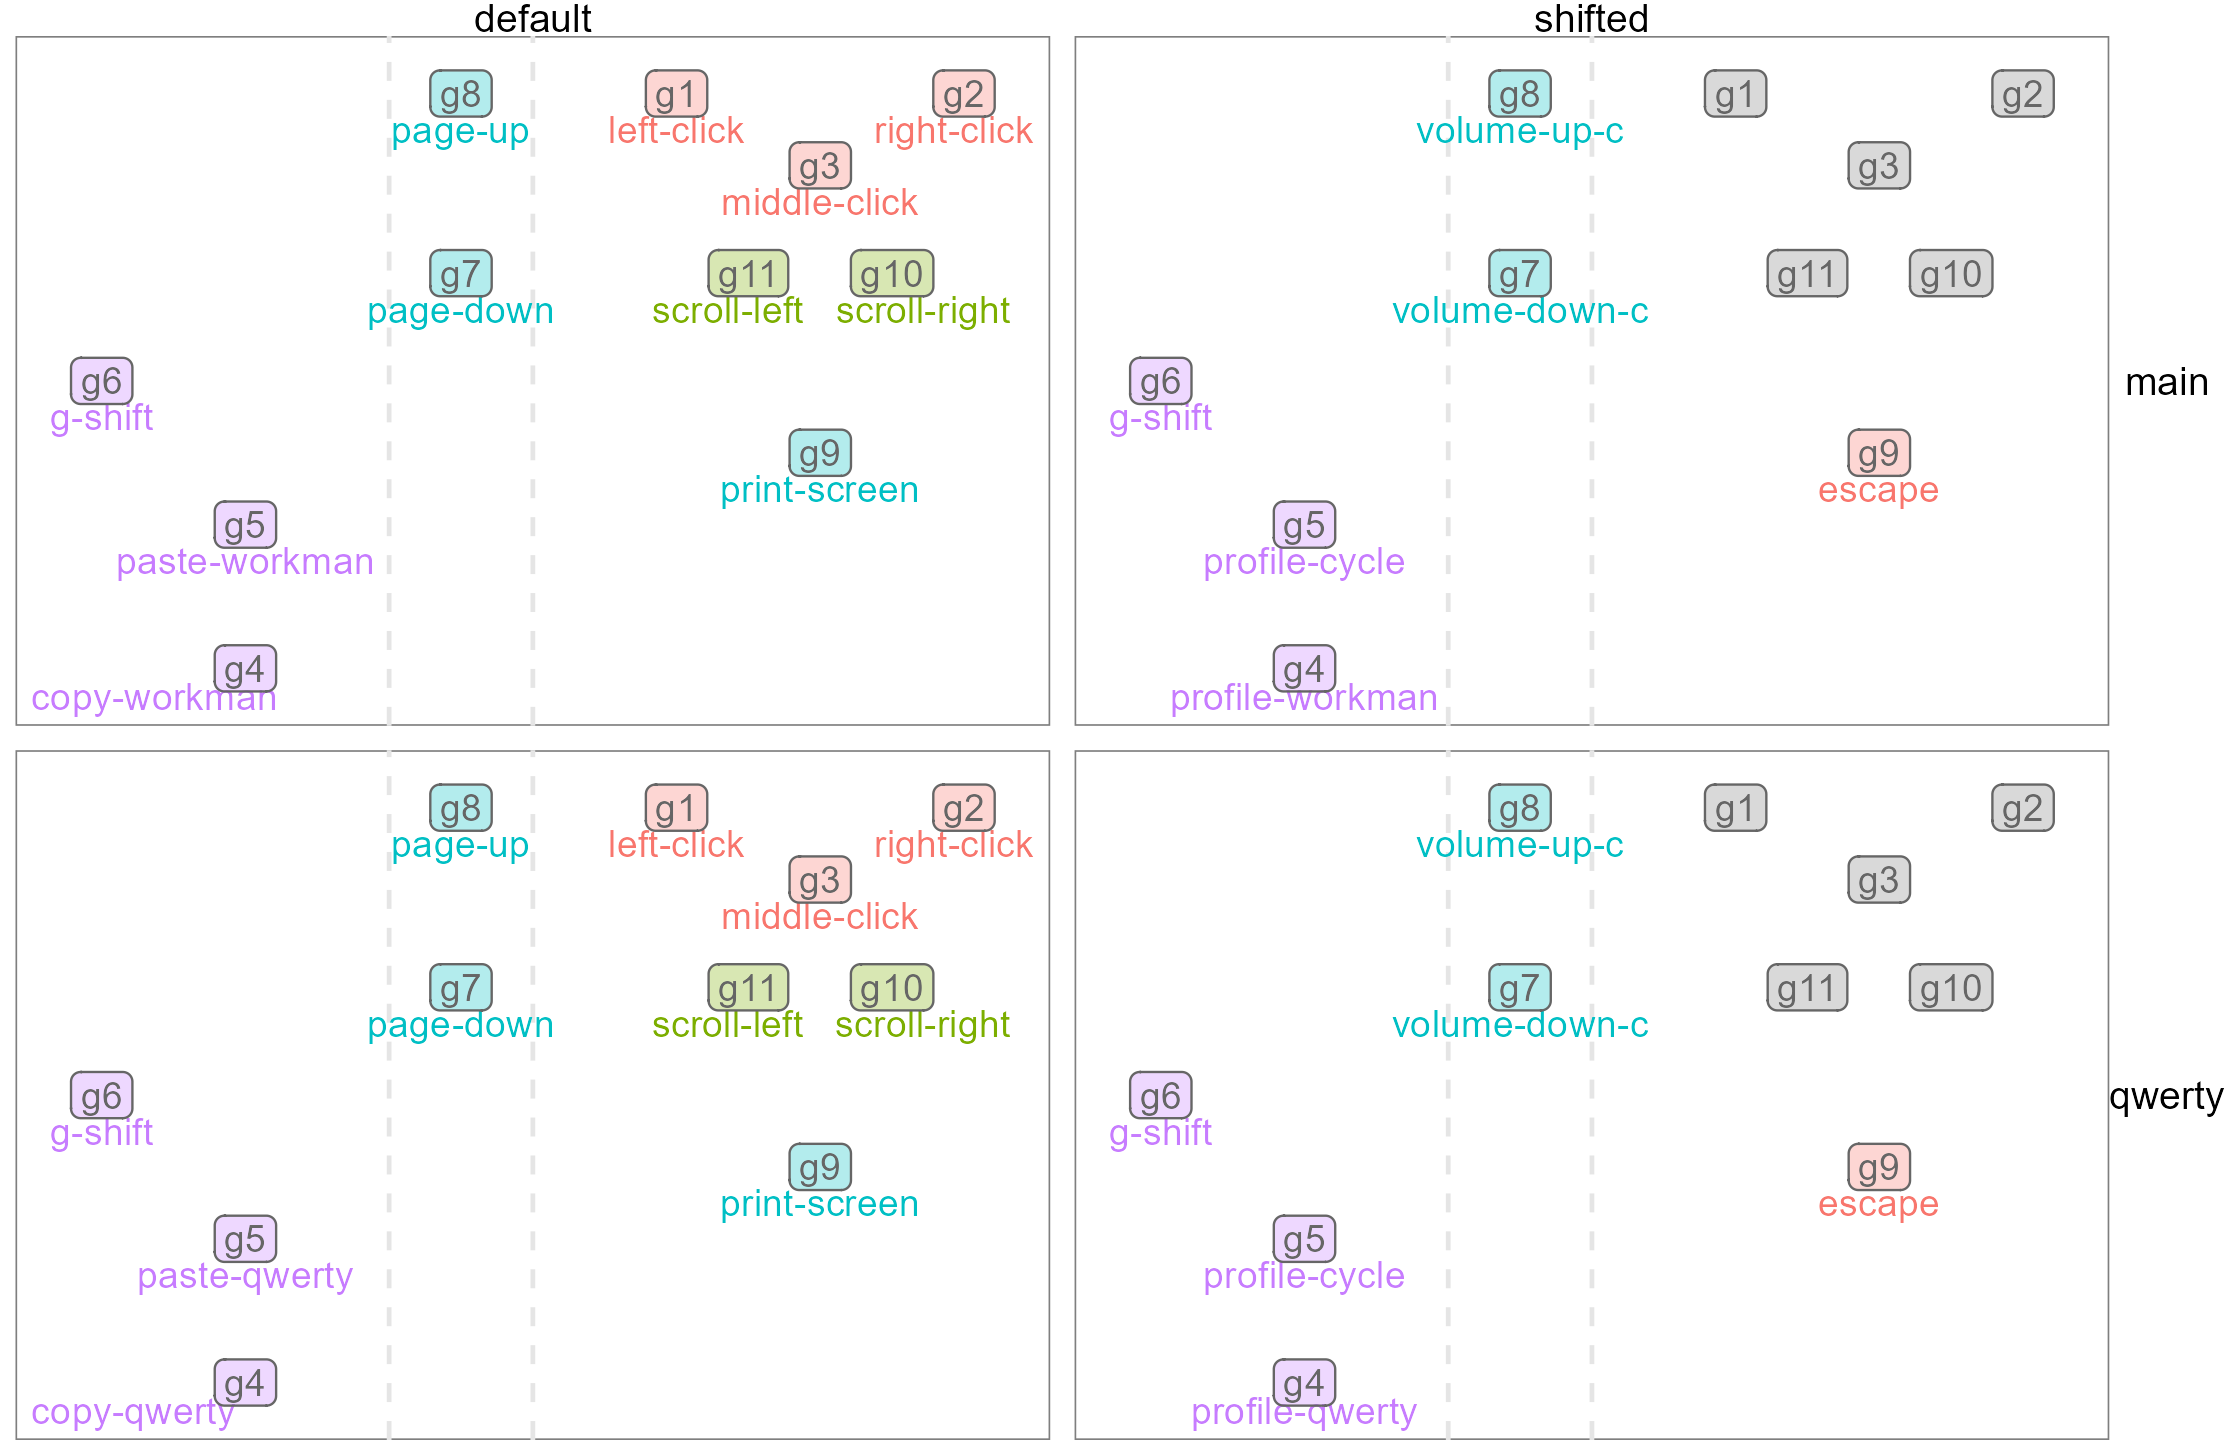 default
shifted
g8
page-up
g1
left-click
g2
right-click
g3
middle-click
g7
page-down
g11
scroll-left
g10
scroll-right
g6
g-shift
g9
print-screen
g5
paste-workman
g4
copy-workman
g8
volume-up-c
g1
g2
g3
g7
volume-down-c
g11
g10
g6
g-shift
g9
escape
g5
profile-cycle
g4
profile-workman
main
g8
page-up
g1
left-click
g2
right-click
g3
middle-click
g7
page-down
g11
scroll-left
g10
scroll-right
g6
g-shift
g9
print-screen
g5
paste-qwerty
g4
copy-qwerty
g8
volume-up-c
g1
g2
g3
g7
volume-down-c
g11
g10
g6
g-shift
g9
escape
g5
profile-cycle
g4
profile-qwerty
qwerty